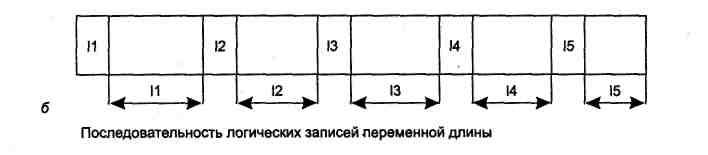 l1 l2 l3 l4 l5
l1 l2 l3 l4 l5
б
Последовательность логических записей переменной длины